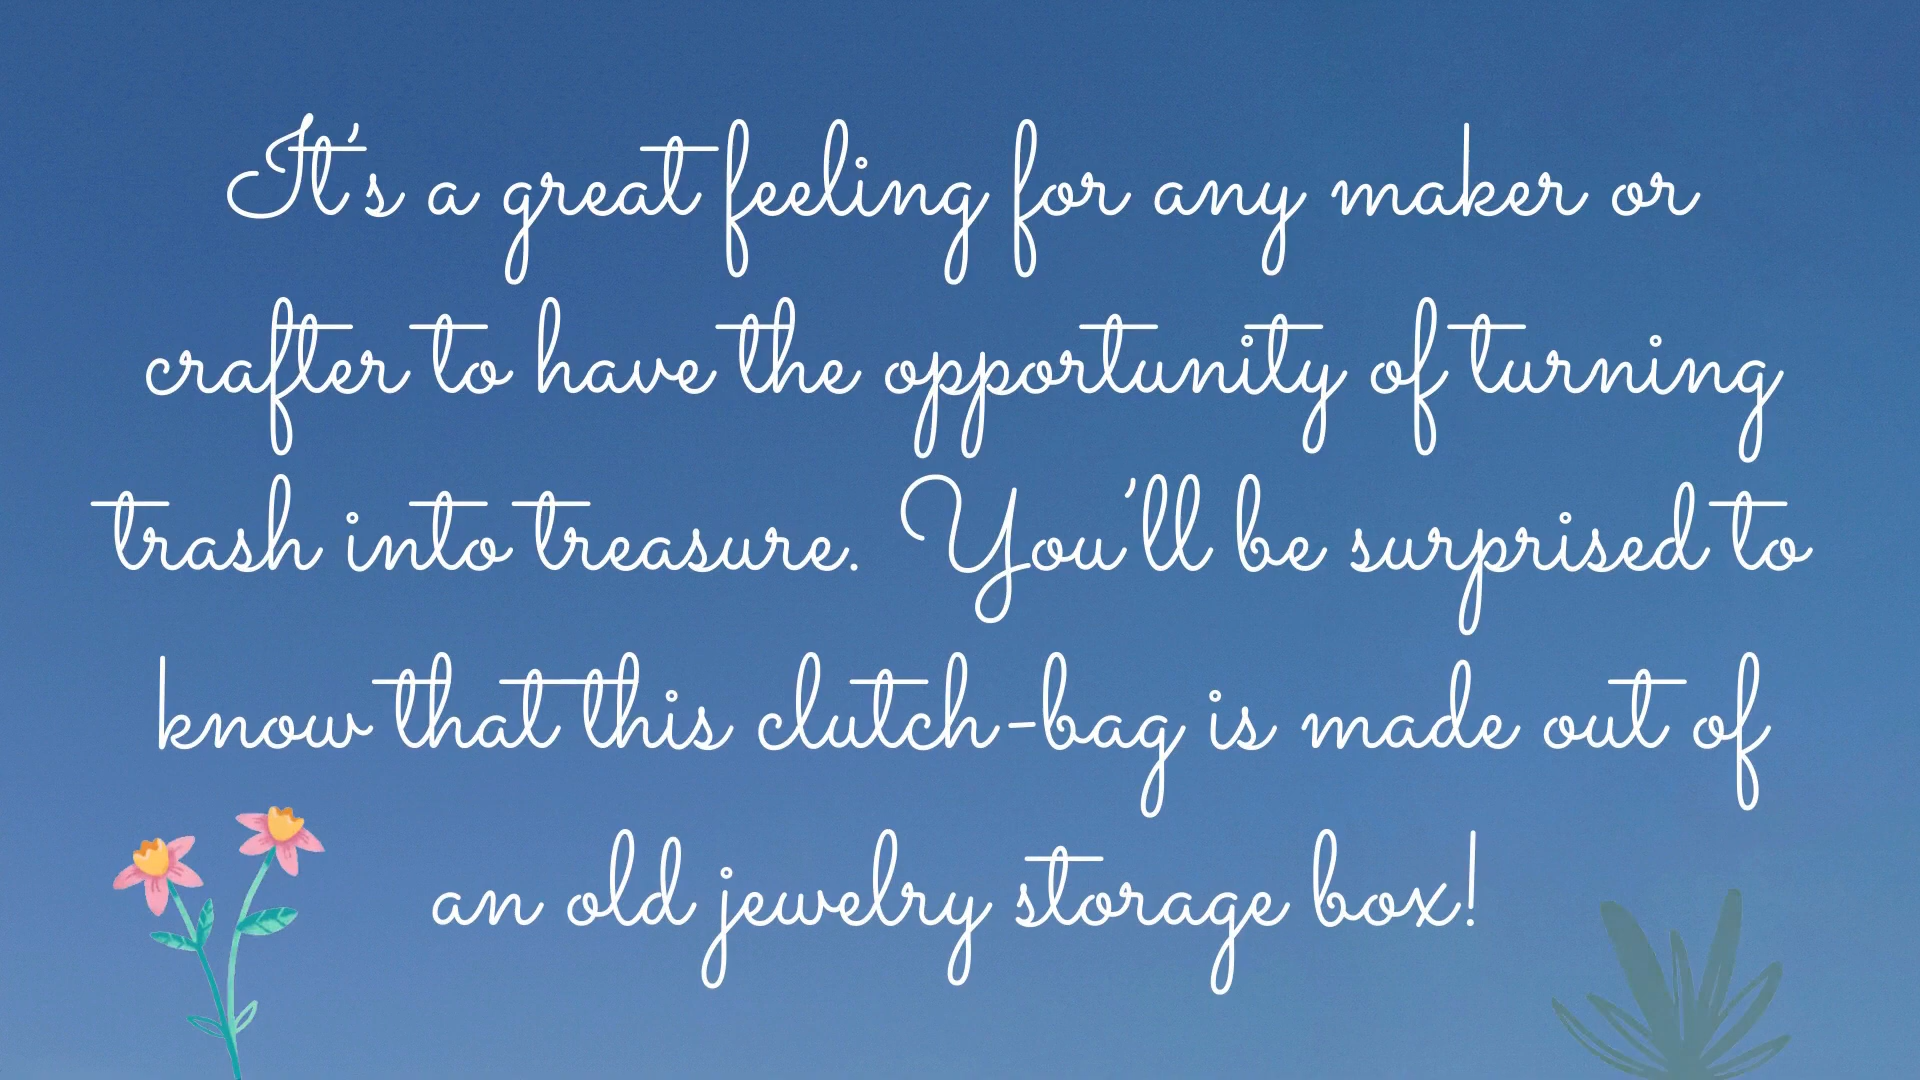 It's a great feeling for any maker or
crafter to have the opportunity of turning
trash into treasure.  You'll be surprised to
know that this clutch-bag is made out of
an old jewelry storage box!